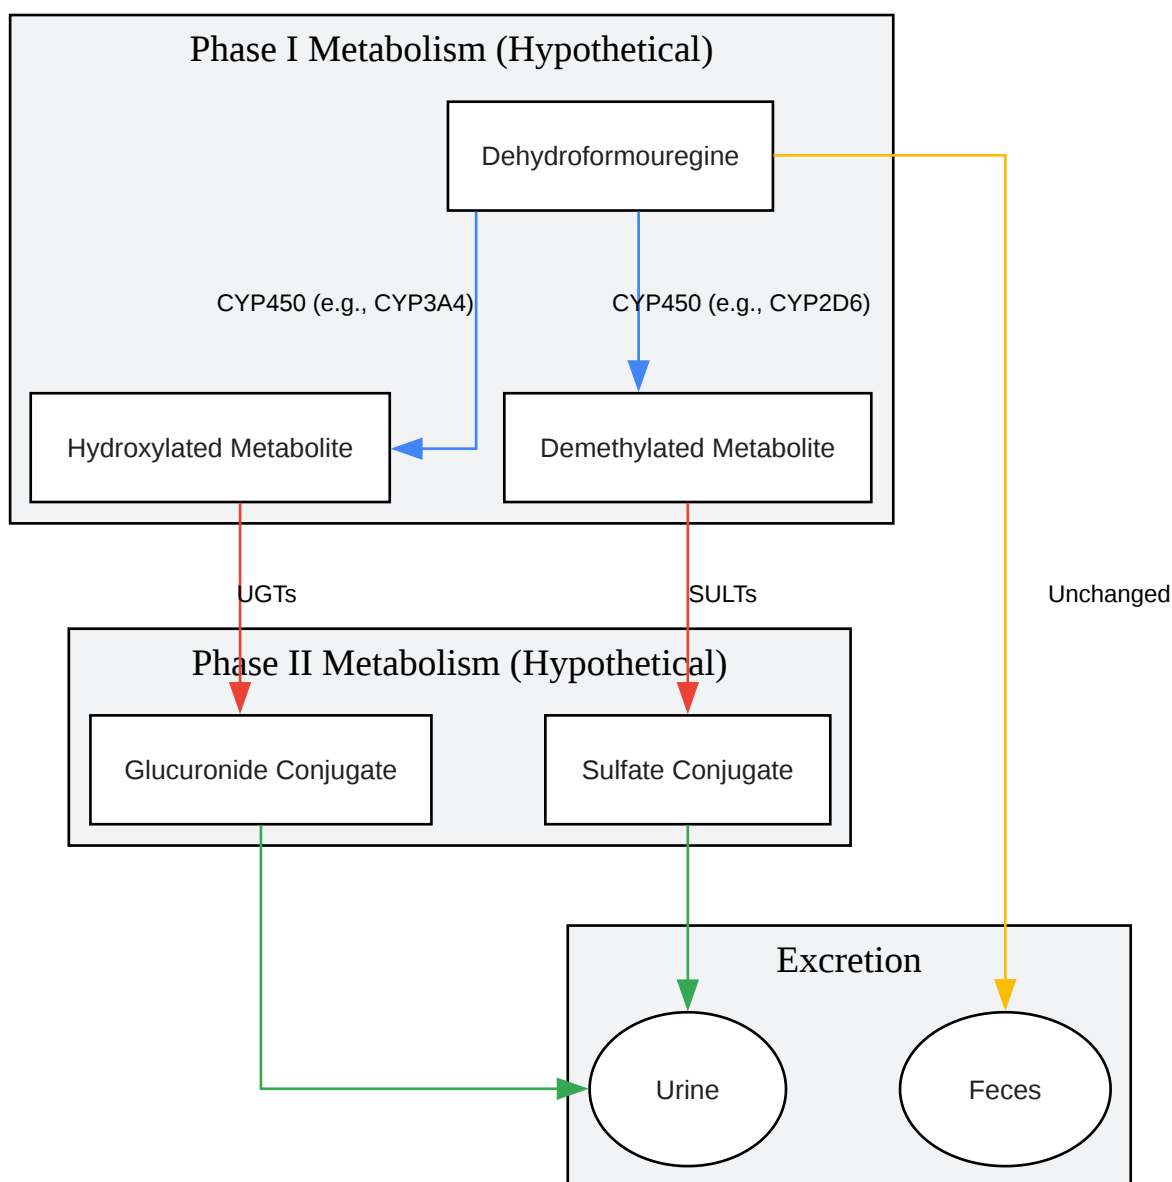 Phase I Metabolism (Hypothetical)
Dehydroformouregine
CYP450 (e.g., CYP3A4)
CYP450 (e.g., CYP2D6)
Hydroxylated Metabolite
Demethylated Metabolite
UGTs
SULTs
Unchanged
Phase II Metabolism (Hypothetical)
Glucuronide Conjugate
Sulfate Conjugate
Excretion
Urine
Feces